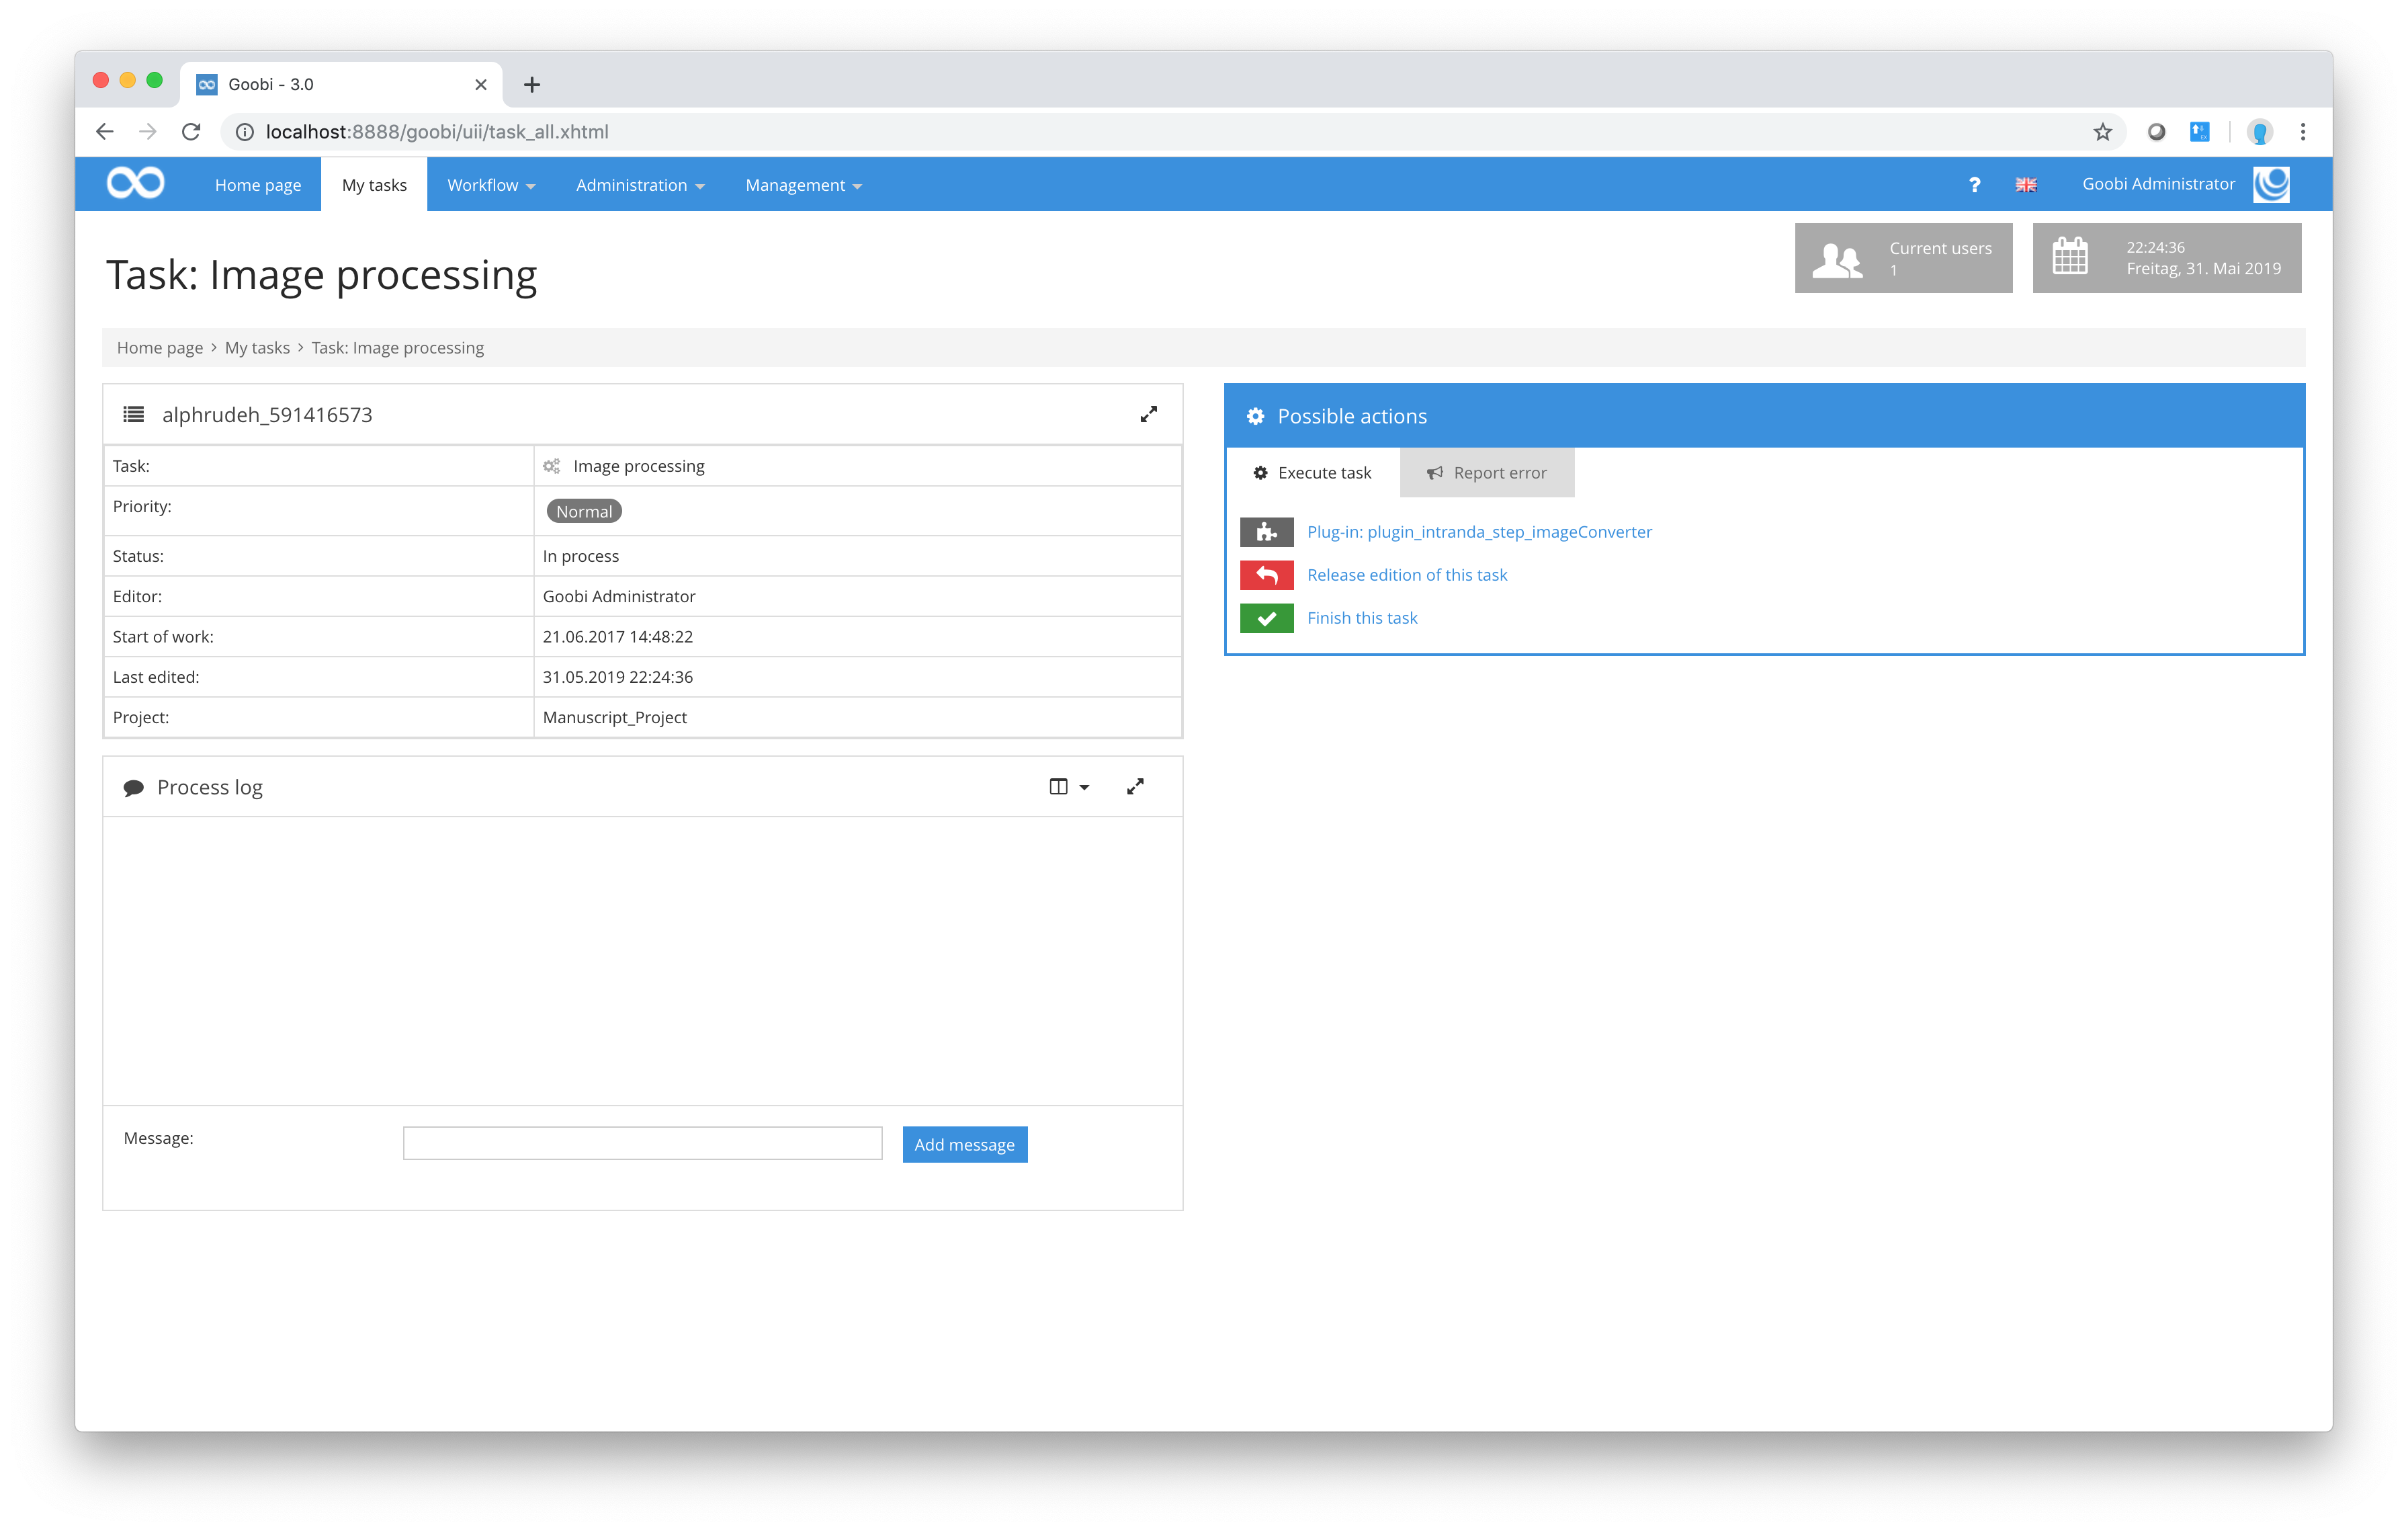 Goobi - 3.0
localhost:8888/goobi/uii/task_all.xhtml
Home page My tasks Workflow Administration Management ? Goobi Administrator
Task: Image processing
Current users
1
22:24:36
Freitag, 31. Mai 2019
Home page > My tasks > Task: Image processing
alphrudeh_591416573
Task: Image processing
Priority: Normal
Status: In process
Editor: Goobi Administrator
Start of work: 21.06.2017 14:48:22
Last edited: 31.05.2019 22:24:36
Project: Manuscript_Project
Possible actions
Execute task Report error
Plug-in: plugin_intranda_step_imageConverter
Release edition of this task
Finish this task
Process log
Message: Add message